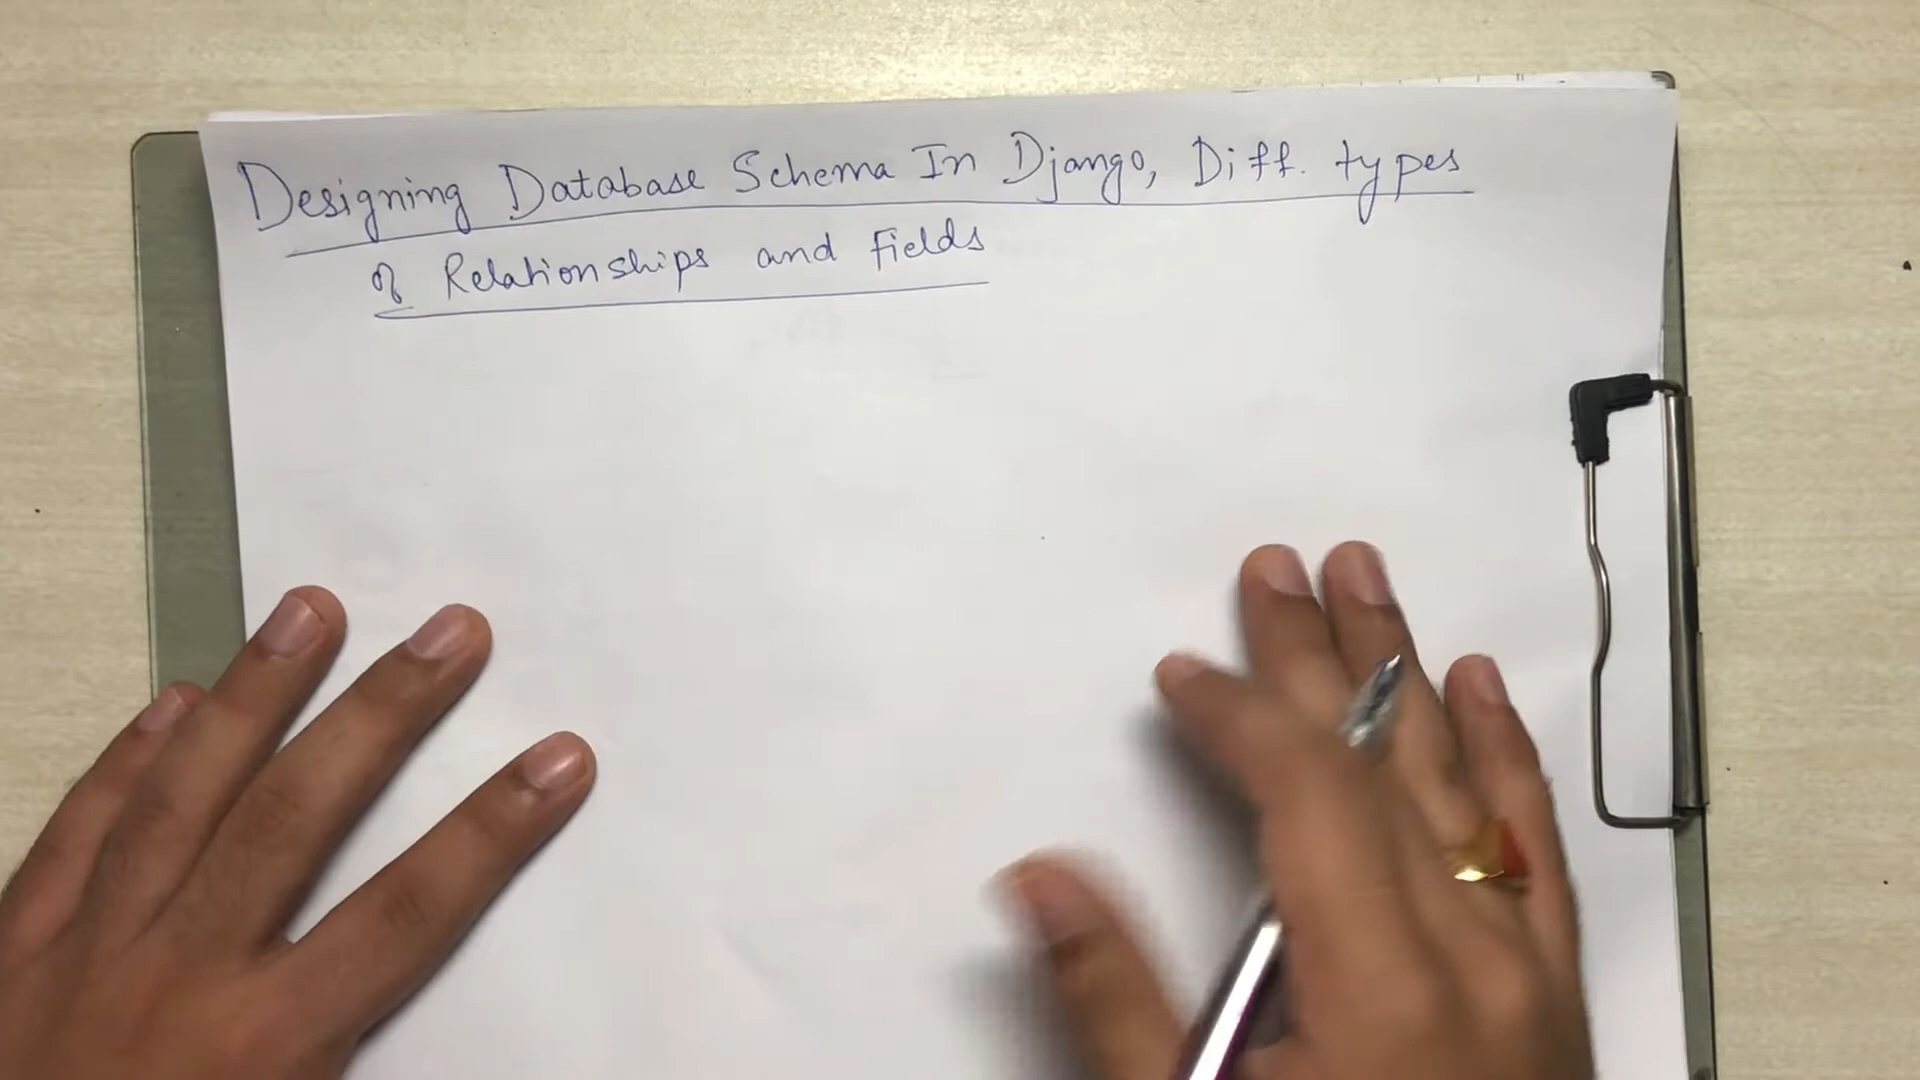 Designing Database Schema In Django, Diff. types
of Relationships and fields